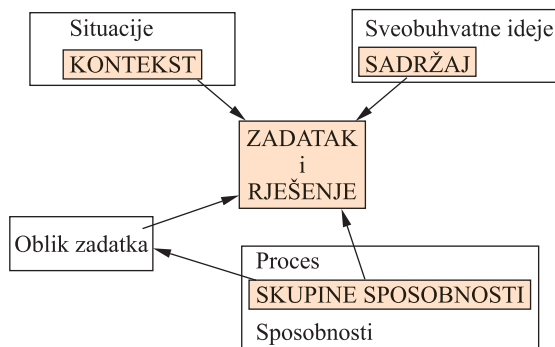 Situacije
KONTEKST
Sveobuhvatne ideje
SADRŽAJ
ZADATAK
i
RJEŠENJE
Oblik zadatka
Proces
SKUPINE SPOSOBNOSTI
Sposobnosti